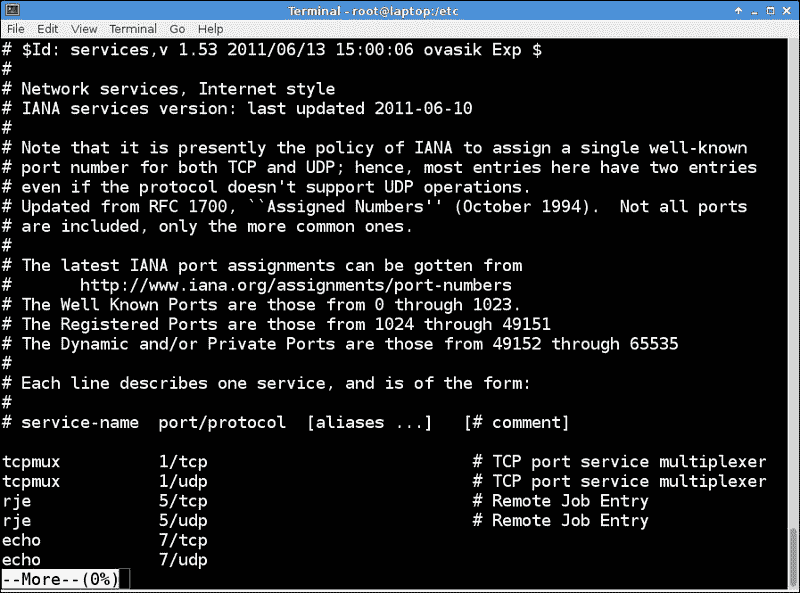 Terminal - root@laptop:/etc
File Edit View Terminal Go Help
# $Id: services,v 1.53 2011/06/13 15:00:06 ovasik Exp $
#
# Network services, Internet style
# IANA services version: last updated 2011-06-10
#
# Note that it is presently the policy of IANA to assign a single well-known
# port number for both TCP and UDP; hence, most entries here have two entries
# even if the protocol doesn't support UDP operations.
# Updated from RFC 1700, ``Assigned Numbers'' (October 1994).  Not all ports
# are included, only the more common ones.
#
# The latest IANA port assignments can be gotten from
#       http://www.iana.org/assignments/port-numbers
# The Well Known Ports are those from 0 through 1023.
# The Registered Ports are those from 1024 through 49151
# The Dynamic and/or Private Ports are those from 49152 through 65535
#
# Each line describes one service, and is of the form:
#
# service-name  port/protocol  [aliases ...]   [# comment]
tcpmux          1/tcp                           # TCP port service multiplexer
tcpmux          1/udp                           # TCP port service multiplexer
rje             5/tcp                           # Remote Job Entry
rje             5/udp                           # Remote Job Entry
echo            7/tcp
echo            7/udp
--More--(0%)